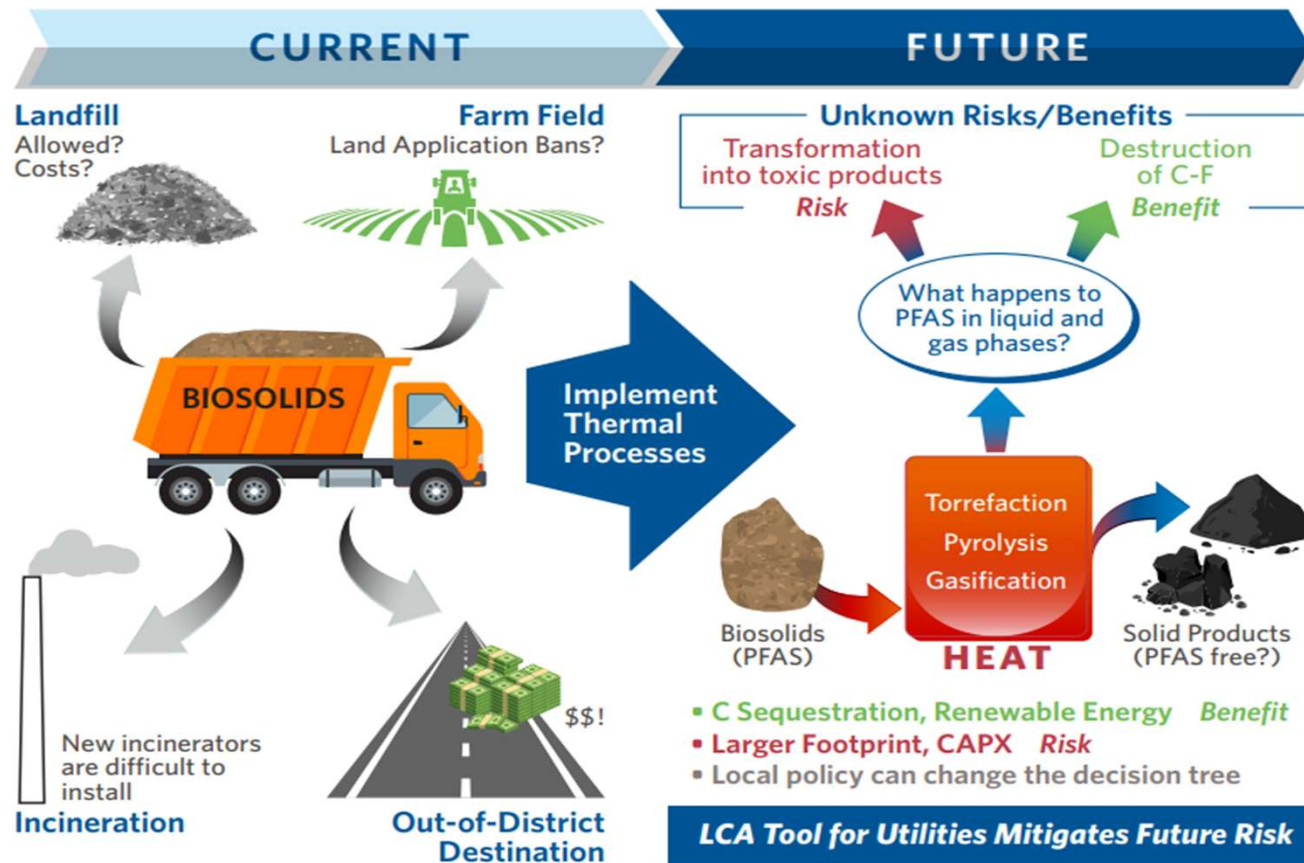 CURRENT
FUTURE
Landfill
Allowed?
Costs?
Farm Field
Land Application Bans?
BIOSOLIDS
New incinerators
are difficult to
install
Incineration
$$!
Out-of-District
Destination
Implement
Thermal
Processes
Unknown Risks/Benefits
Transformation
into toxic products
Risk
Destruction
of C-F
Benefit
What happens to
PFAS in liquid and
gas phases?
Torrefaction
Pyrolysis
Gasification
HEAT
Biosolids
(PFAS)
Solid Products
(PFAS free?)
• C Sequestration, Renewable Energy Benefit
• Larger Footprint, CAPX Risk
• Local policy can change the decision tree
LCA Tool for Utilities Mitigates Future Risk